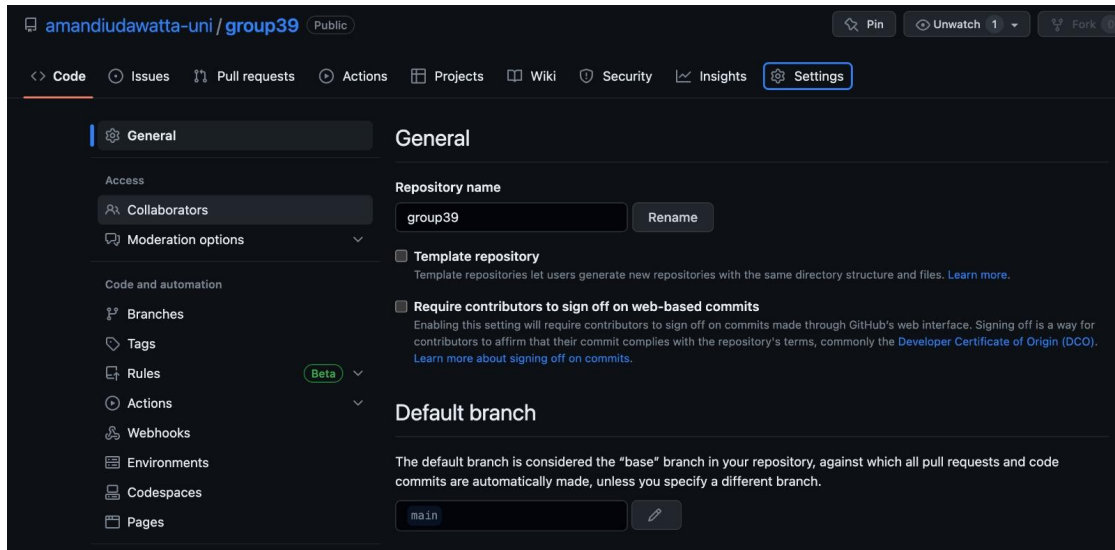 amandiudawatta-uni / group39 Public
Pin
Unwatch 1
Fork 0
Code
Issues
Pull requests
Actions
Projects
Wiki
Security
Insights
Settings
General
Access
Collaborators
Moderation options
Code and automation
Branches
Tags
Rules Beta
Actions
Webhooks
Environments
Codespaces
Pages
General
Repository name
group39
Rename
Template repository
Template repositories let users generate new repositories with the same directory structure and files. Learn more.
Require contributors to sign off on web-based commits
Enabling this setting will require contributors to sign off on commits made through GitHub's web interface. Signing off is a way for
contributors to affirm that their commit complies with the repository's terms, commonly the Developer Certificate of Origin (DCO).
Learn more about signing off on commits.
Default branch
The default branch is considered the “base” branch in your repository, against which all pull requests and code
commits are automatically made, unless you specify a different branch.
main